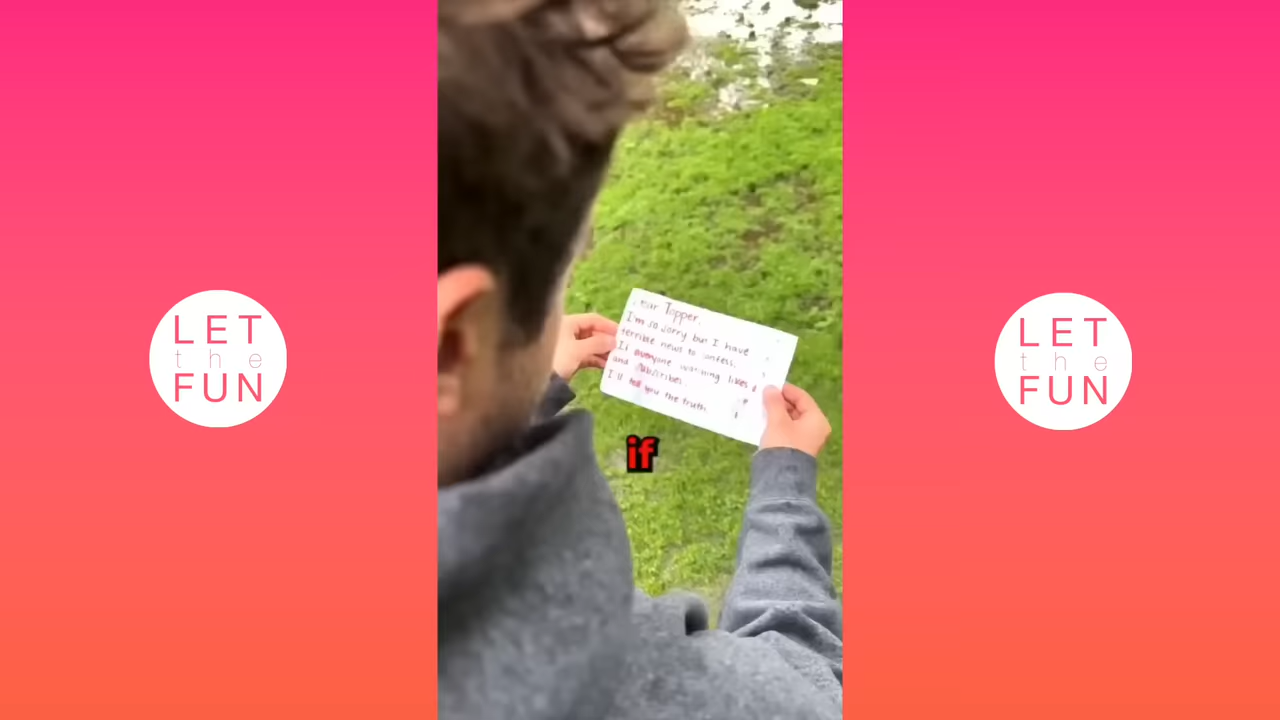 LET
the
FUN
ear Topper,
I'm so sorry but I have
terrible news to confess.
If everyone watching likes
and subscribes
I'll tell you the truth
if
LET
the
FUN